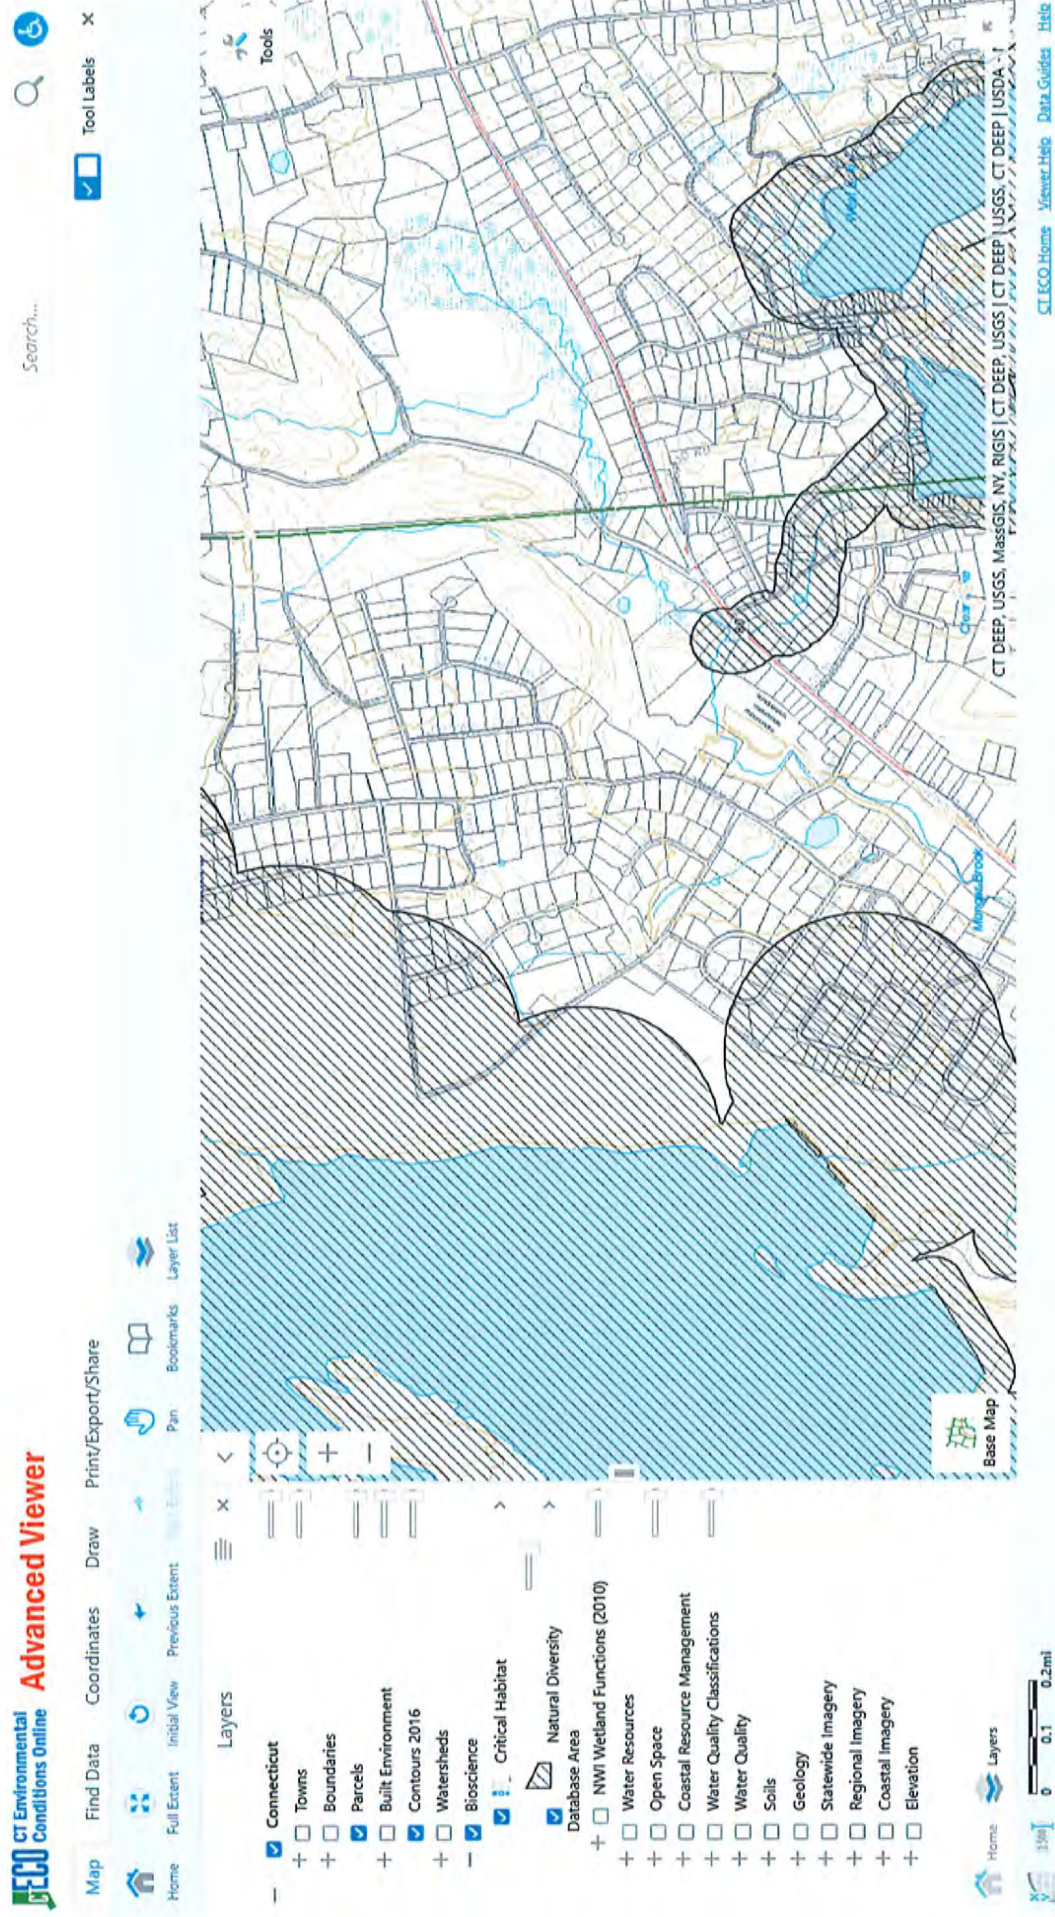 CT ECO CT Environmental Conditions Online Advanced Viewer
Search...
Map Find Data Coordinates Draw Print/Export/Share
Tool Labels
Home Full Extent Initial View Previous Extent Pan Bookmarks Layer List
Layers
Connecticut
Towns
Boundaries
Parcels
Built Environment
Contours 2016
Watersheds
Bioscience
Critical Habitat
Natural Diversity
Database Area
NWI Wetland Functions (2010)
Water Resources
Open Space
Coastal Resource Management
Water Quality Classifications
Water Quality
Soils
Geology
Statewide Imagery
Regional Imagery
Coastal Imagery
Elevation
Home Layers
Tools
80
Munger Brook
Base Map
CT DEEP, USGS, MassGIS, NY, RIGIS | CT DEEP, USGS | CT DEEP | USGS, CT DEEP | USDA - N
0 0.1 0.2mi
CT ECO Home Viewer Help Data Guides Help